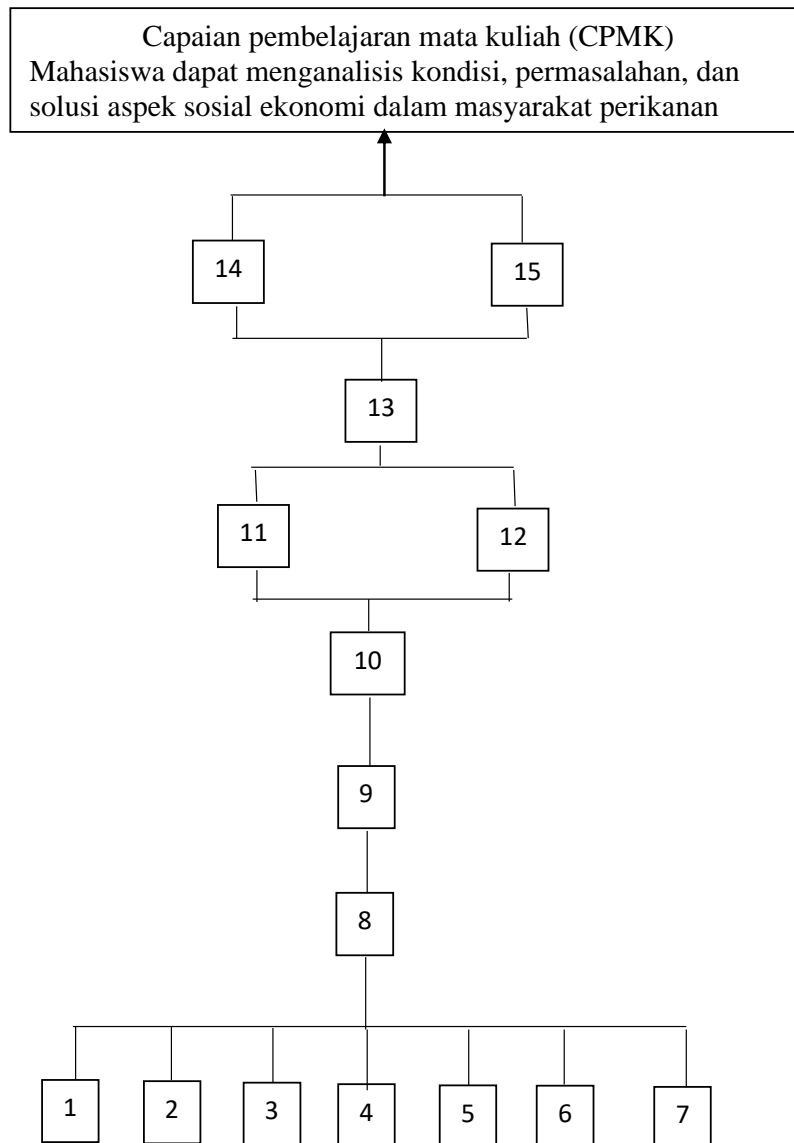 Capaian pembelajaran mata kuliah (CPMK)
Mahasiswa dapat menganalisis kondisi, permasalahan, dan
solusi aspek sosial ekonomi dalam masyarakat perikanan
14 15
13
11 12
10
9
8
1 2 3 4 5 6 7